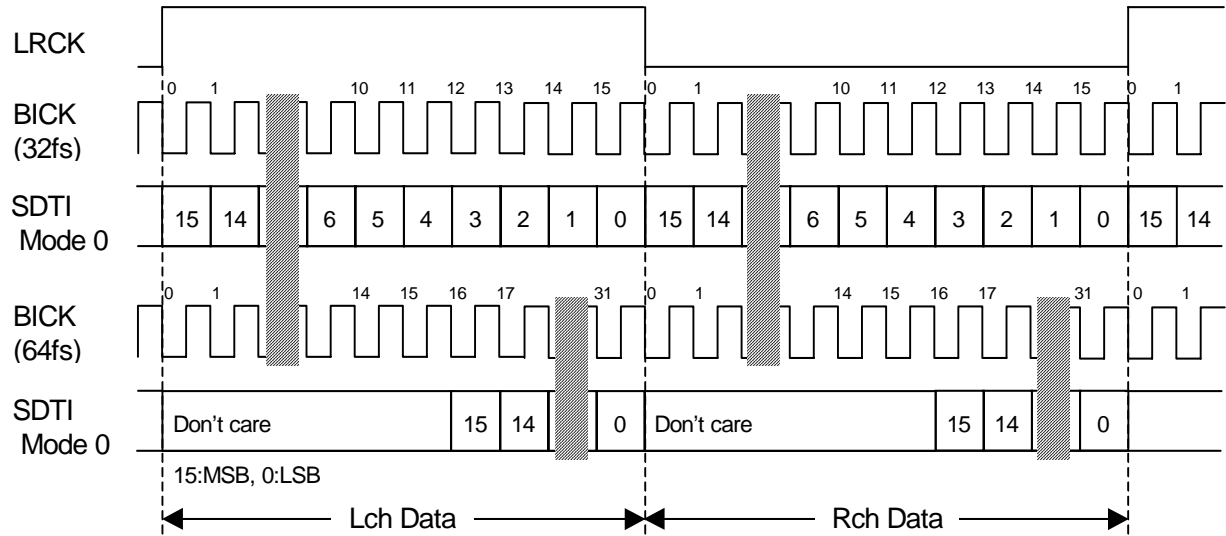 LRCK
0 1 10 11 12 13 14 15 0 1 10 11 12 13 14 15 0 1
BICK
(32fs)
SDTI
Mode 0
15 14 6 5 4 3 2 1 0 15 14 6 5 4 3 2 1 0 15 14
0 1 14 15 16 17 31 0 1 14 15 16 17 31 0 1
BICK
(64fs)
SDTI
Mode 0
Don't care 15 14 0 Don't care 15 14 0
15:MSB, 0:LSB
Lch Data Rch Data